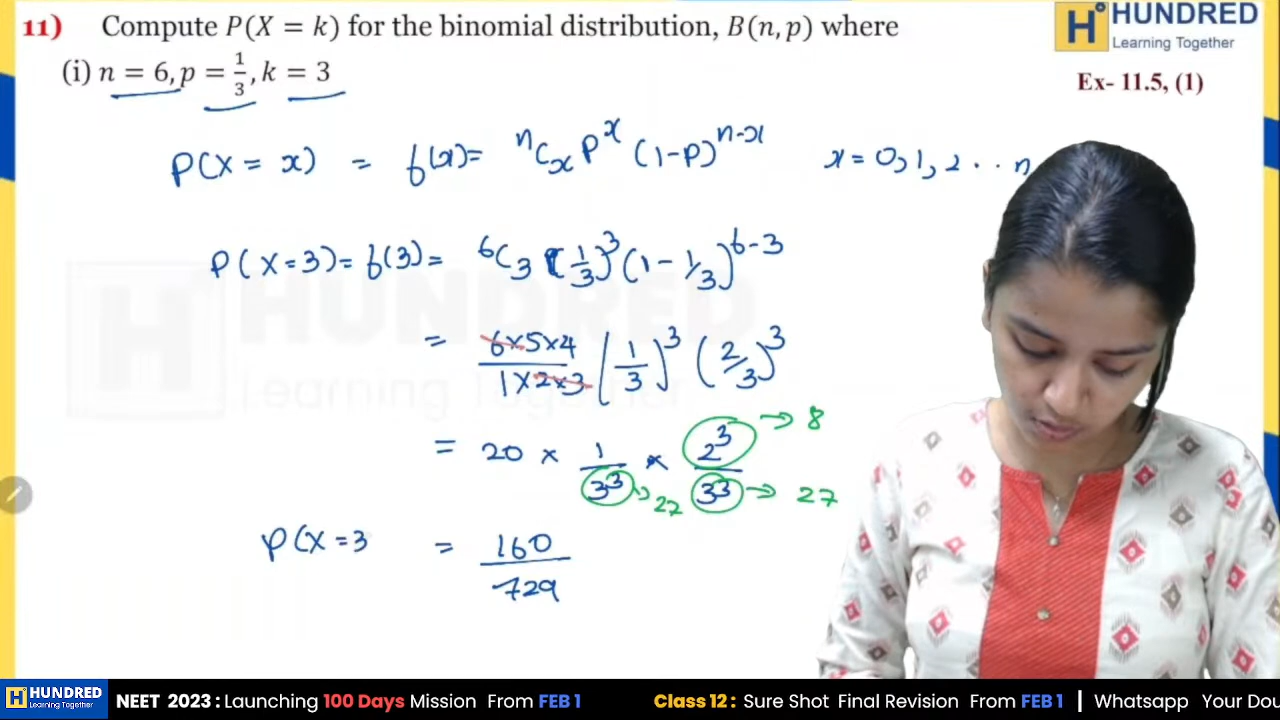 11) Compute P(X = k) for the binomial distribution, B(n, p) where
(i) n = 6, p = 1/3, k = 3
HUNDRED
Learning Together
Ex- 11.5, (1)
P(X = x) = f(x) = ⁿCₓ pˣ (1-p)ⁿ⁻ˣ x = 0, 1, 2 .. n
P(X=3) = f(3) = ⁶C₃ (1/3)³ (1 - 1/3)⁶⁻³
= 6×5×4 / 1×2×3 (1/3)³ (2/3)³
= 20 × 1/3³ × 2³/3³ → 8 → 27 → 27
P(X=3 = 160/729
HUNDRED
Learning Together
HUNDRED
Learning Together
NEET 2023: Launching 100 Days Mission From FEB 1 Class 12: Sure Shot Final Revision From FEB 1 | Whatsapp Your Dou